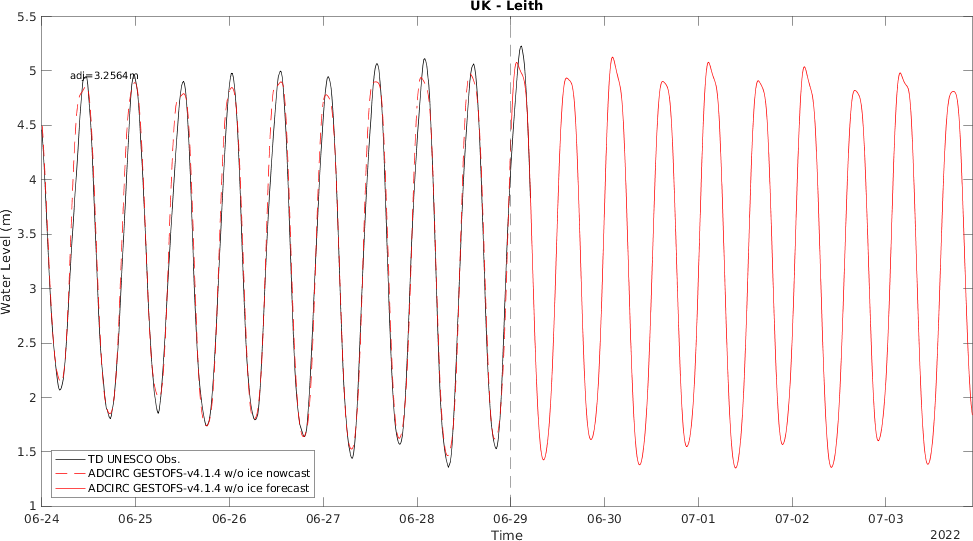 UK - Leith
adj=3.2564m
Water Level (m)
5.5
5
4.5
4
3.5
3
2.5
2
1.5
1
TD UNESCO Obs.
ADCIRC GESTOFS-v4.1.4 w/o ice nowcast
ADCIRC GESTOFS-v4.1.4 w/o ice forecast
06-24 06-25 06-26 06-27 06-28 06-29 06-30 07-01 07-02 07-03
Time
2022